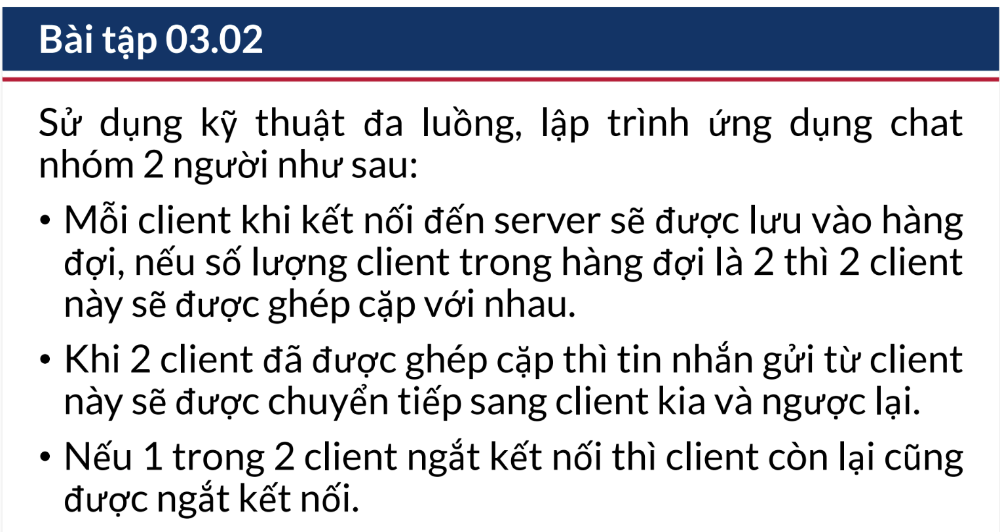 Bài tập 03.02
Sử dụng kỹ thuật đa luồng, lập trình ứng dụng chat
nhóm 2 người như sau:
• Mỗi client khi kết nối đến server sẽ được lưu vào hàng
đợi, nếu số lượng client trong hàng đợi là 2 thì 2 client
này sẽ được ghép cặp với nhau.
• Khi 2 client đã được ghép cặp thì tin nhắn gửi từ client
này sẽ được chuyển tiếp sang client kia và ngược lại.
• Nếu 1 trong 2 client ngắt kết nối thì client còn lại cũng
được ngắt kết nối.